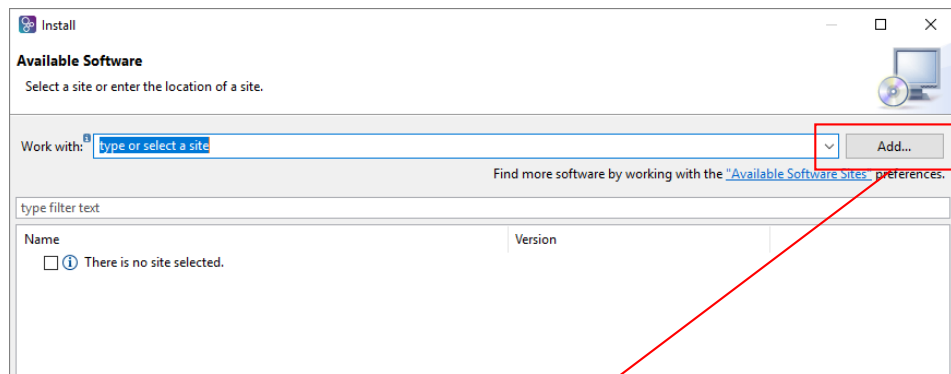 Install
Available Software
Select a site or enter the location of a site.
Work with: type or select a site Add...
Find more software by working with the "Available Software Sites" preferences.
type filter text
Name Version
There is no site selected.